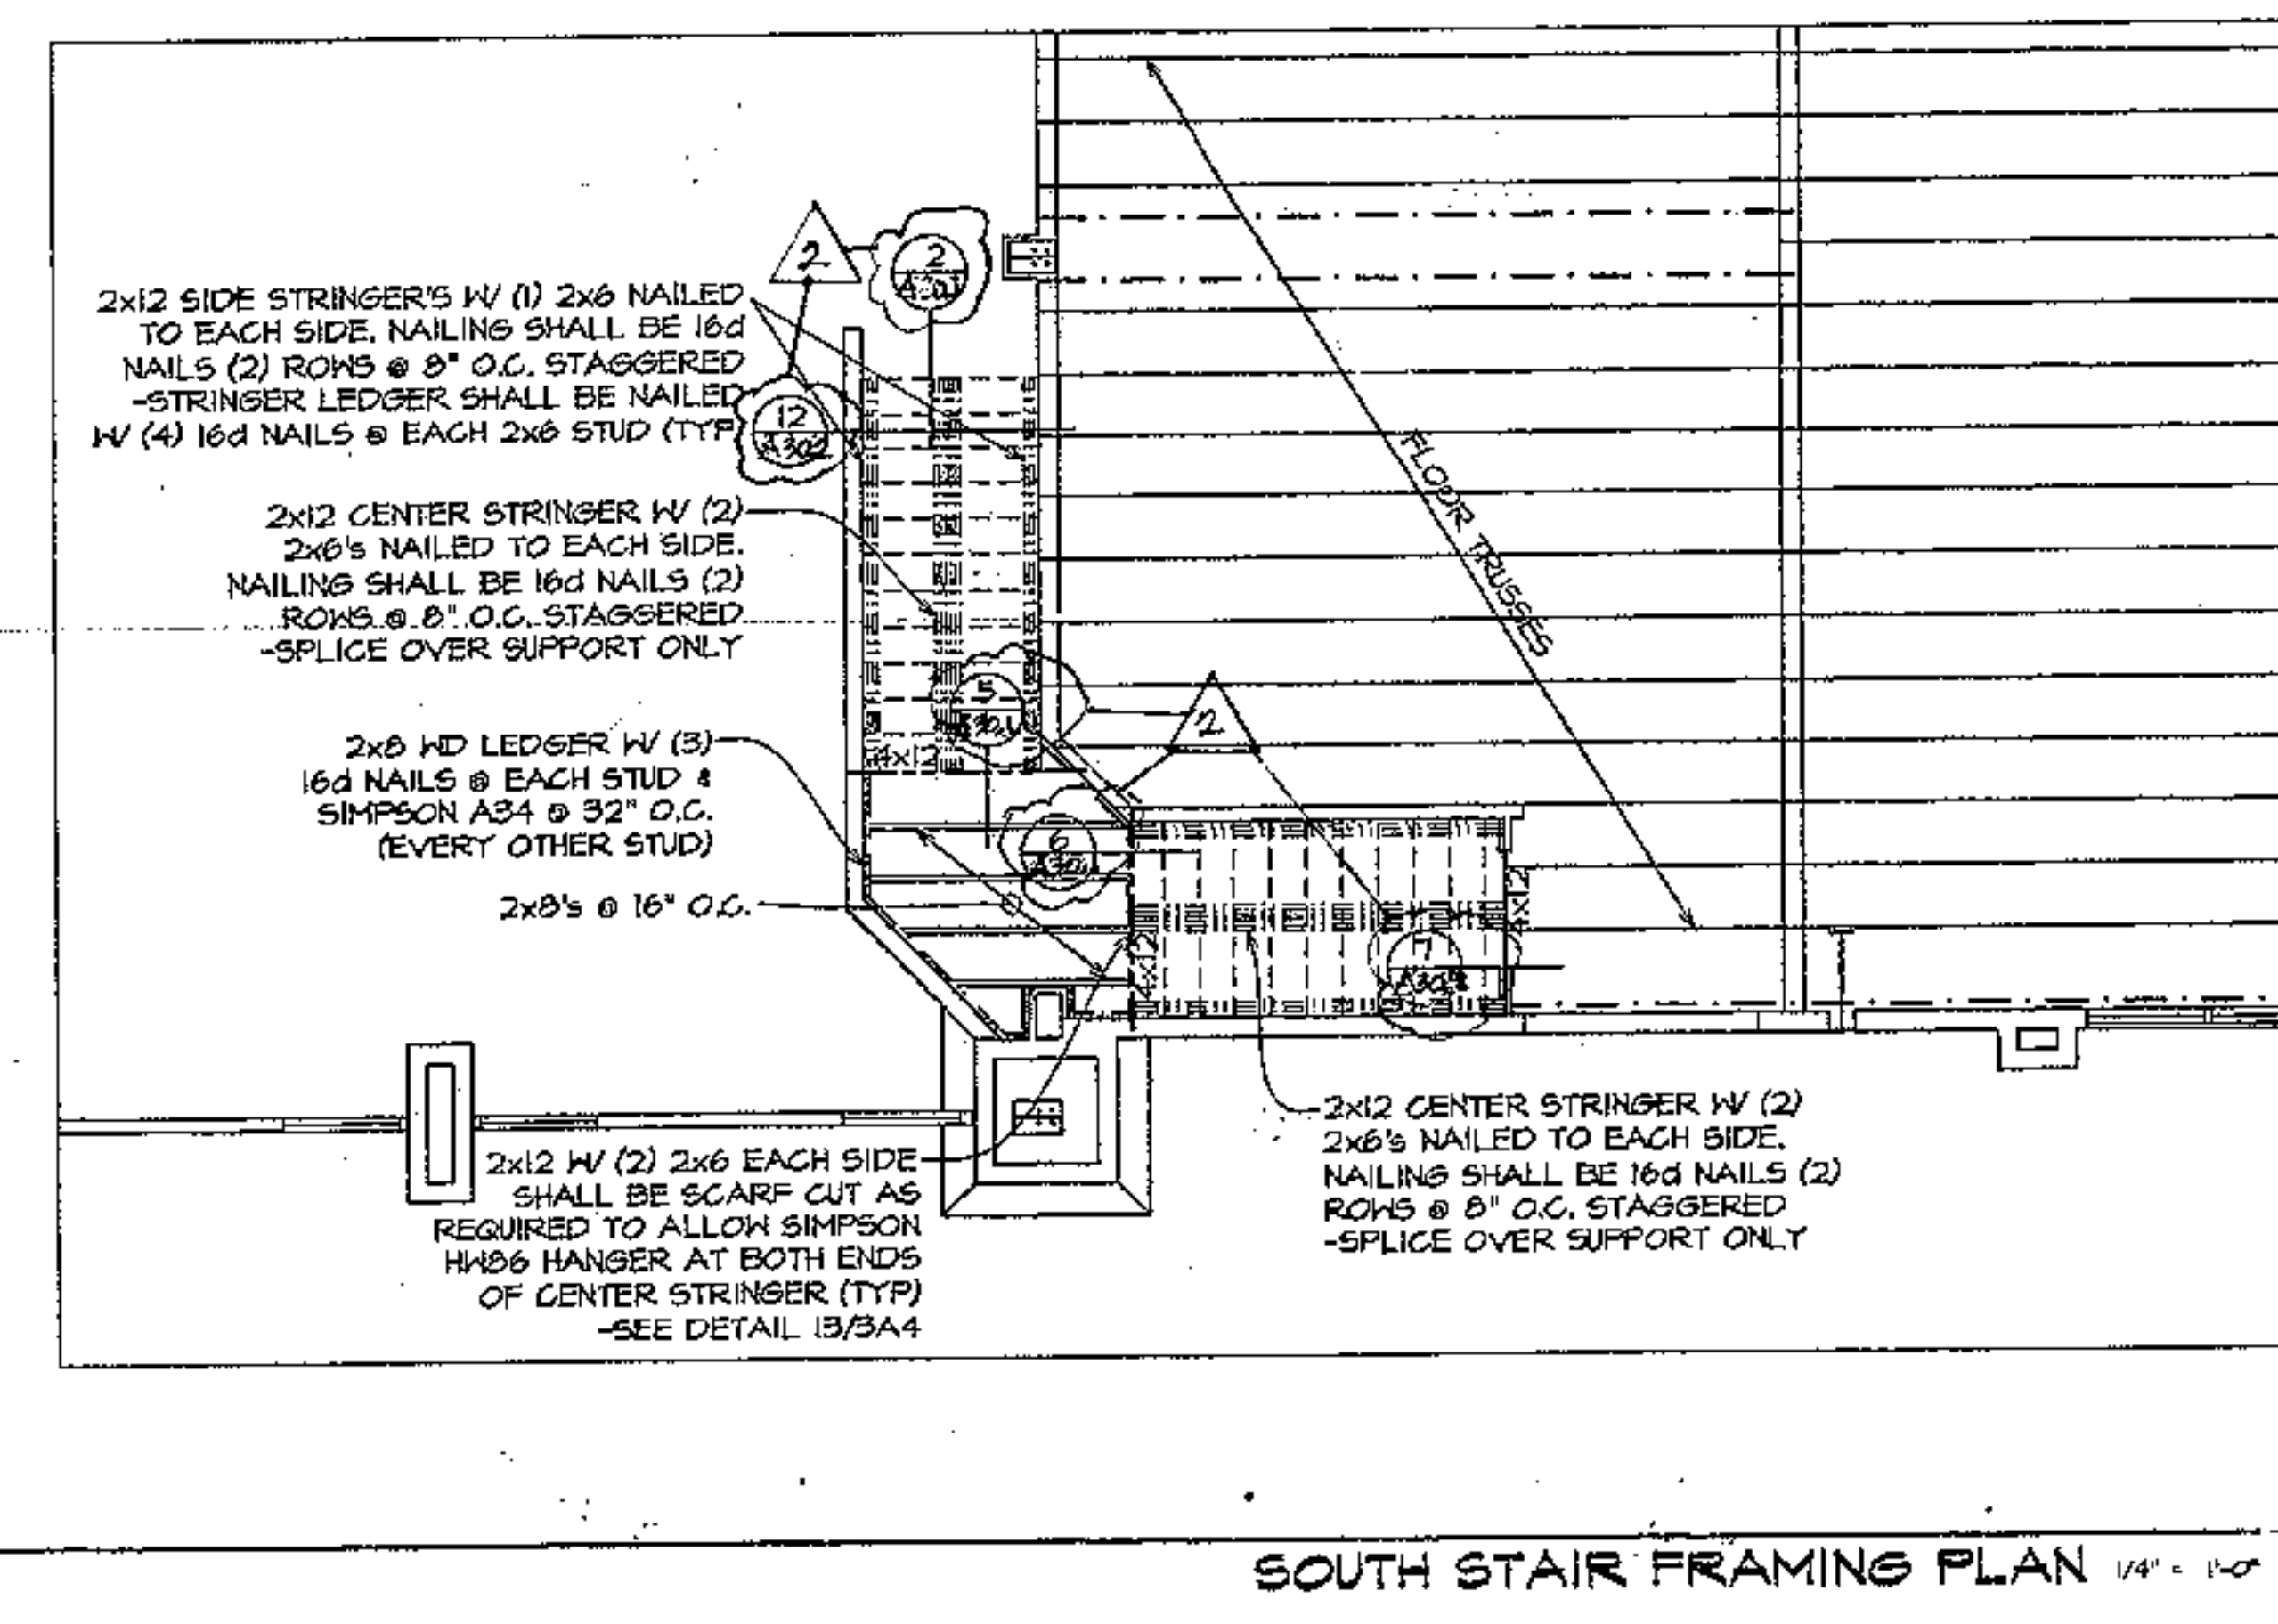 2
2
2x12 SIDE STRINGER'S W/ (1) 2x6 NAILED
TO EACH SIDE. NAILING SHALL BE 16d
NAILS (2) ROWS @ 8" O.C. STAGGERED
-STRINGER LEDGER SHALL BE NAILED
W/ (4) 16d NAILS @ EACH 2x6 STUD (TYP
12
2x12 CENTER STRINGER W/ (2)
2x6's NAILED TO EACH SIDE.
NAILING SHALL BE 16d NAILS (2)
ROWS @ 8" O.C. STAGGERED
-SPLICE OVER SUPPORT ONLY
FLOOR TRUSSES
5
2
4x12
2x8 WD LEDGER W/ (3)
16d NAILS @ EACH STUD &
SIMPSON A34 @ 32" O.C.
(EVERY OTHER STUD)
6
2x8's @ 16" O.C.
4x12
4x12
7
2x12 W/ (2) 2x6 EACH SIDE
SHALL BE SCARF CUT AS
REQUIRED TO ALLOW SIMPSON
HW86 HANGER AT BOTH ENDS
OF CENTER STRINGER (TYP)
-SEE DETAIL 13/3A4
2x12 CENTER STRINGER W/ (2)
2x6's NAILED TO EACH SIDE.
NAILING SHALL BE 16d NAILS (2)
ROWS @ 8" O.C. STAGGERED
-SPLICE OVER SUPPORT ONLY
SOUTH STAIR FRAMING PLAN 1/4" = 1'-0"